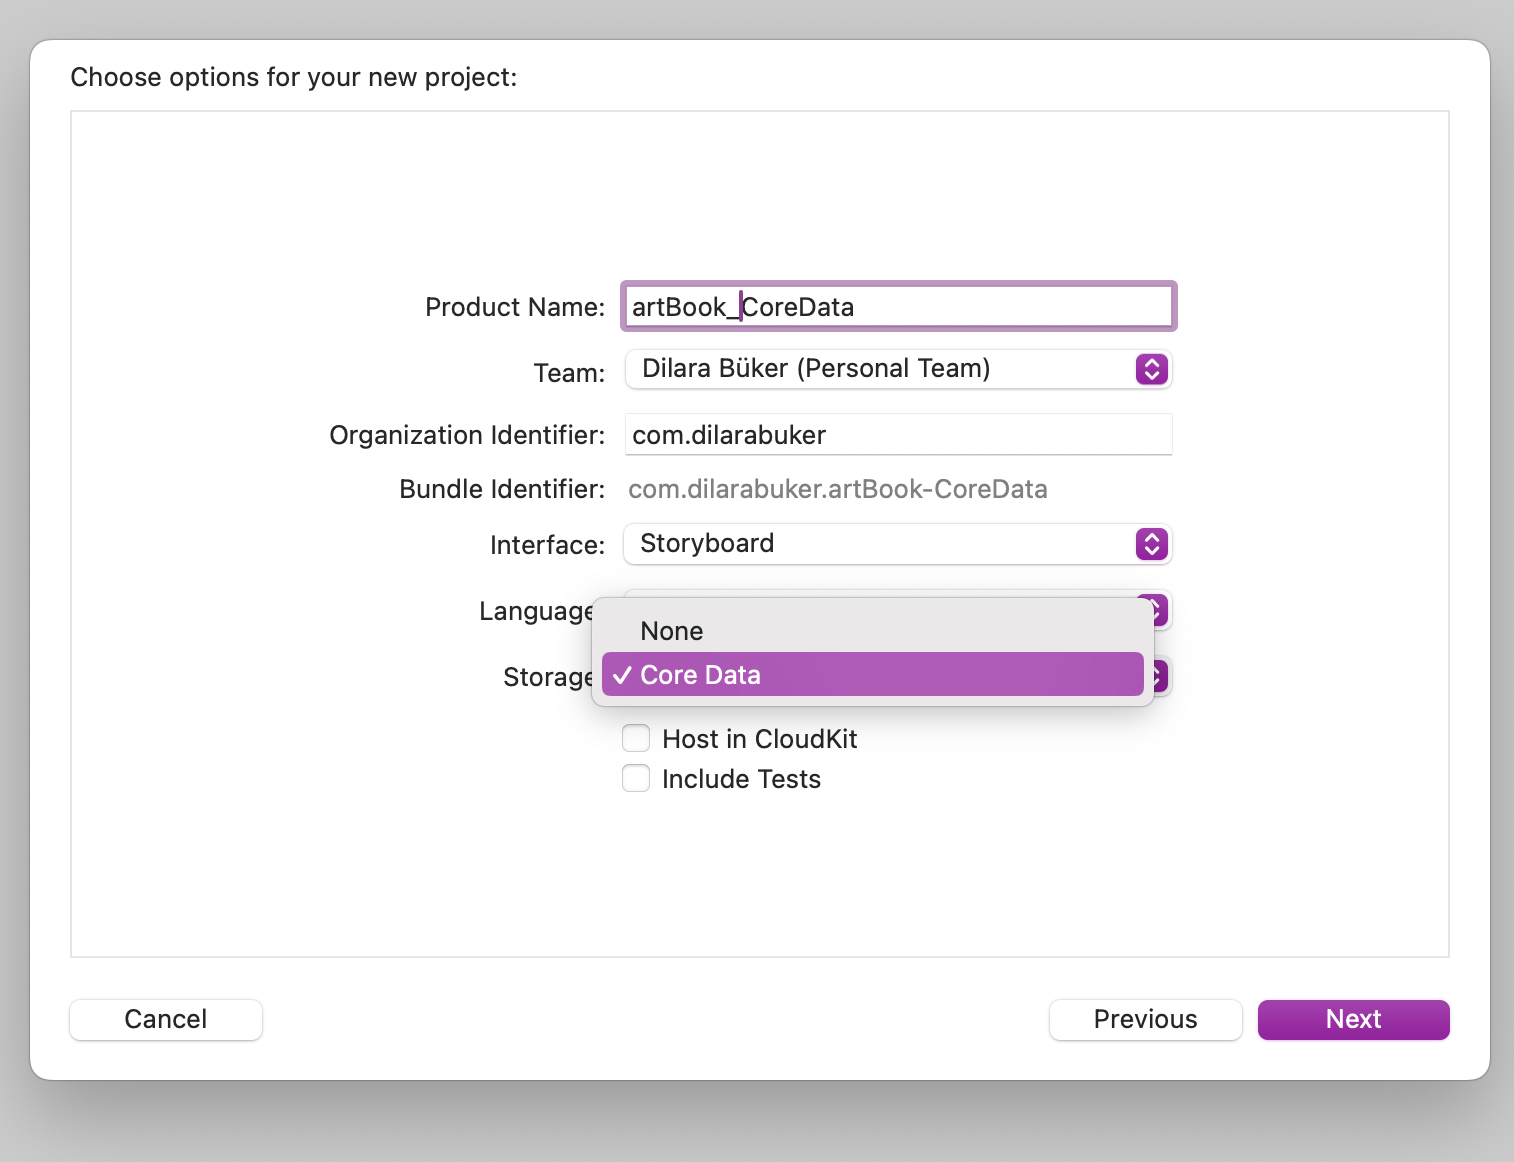 Choose options for your new project:
Product Name: artBook_CoreData
Team: Dilara Büker (Personal Team)
Organization Identifier: com.dilarabuker
Bundle Identifier: com.dilarabuker.artBook-CoreData
Interface: Storyboard
Language
None
Storage ✓ Core Data
Host in CloudKit
Include Tests
Cancel Previous Next